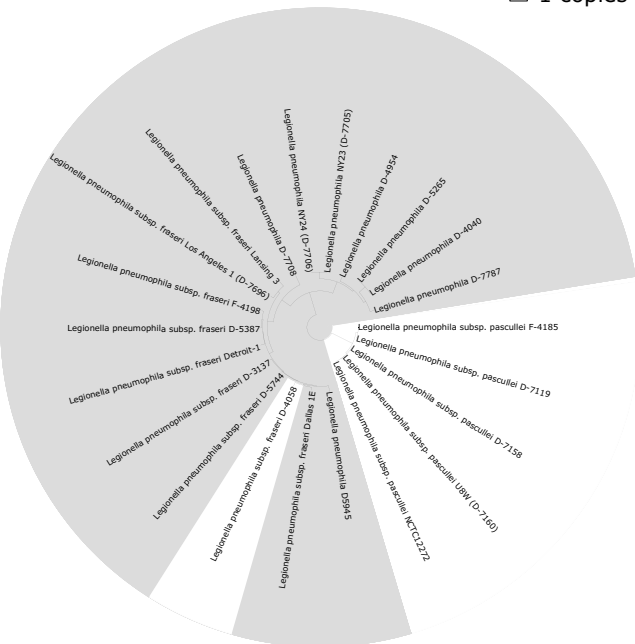 1 copies
Legionella pneumophila NY23 (D-7705)
Legionella pneumophila D-4954
Legionella pneumophila D-5265
Legionella pneumophila D-4040
Legionella pneumophila D-7787
Legionella pneumophila subsp. pascullei F-4185
Legionella pneumophila subsp. pascullei D-7119
Legionella pneumophila subsp. pascullei D-7158
Legionella pneumophila subsp. pascullei U8W (D-7160)
Legionella pneumophila subsp. pascullei NCTC12272
Legionella pneumophila D5945
Legionella pneumophila subsp. fraseri Dallas 1E
Legionella pneumophila subsp. fraseri D-4058
Legionella pneumophila subsp. fraseri D-5744
Legionella pneumophila subsp. fraseri D-3137
Legionella pneumophila subsp. fraseri Detroit-1
Legionella pneumophila subsp. fraseri D-5387
Legionella pneumophila subsp. fraseri F-4198
Legionella pneumophila subsp. fraseri Los Angeles 1 (D-7696)
Legionella pneumophila subsp. fraseri Lansing 3
Legionella pneumophila D-7708
Legionella pneumophila NY24 (D-7706)